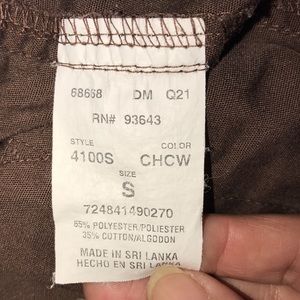 68668 DM Q21
RN# 93643
STYLE COLOR
4100S CHCW
SIZE
S
724841490270
65% POLYESTER/POLIESTER
35% COTTON/ALGODON
MADE IN SRI LANKA
HECHO EN SRI LANKA